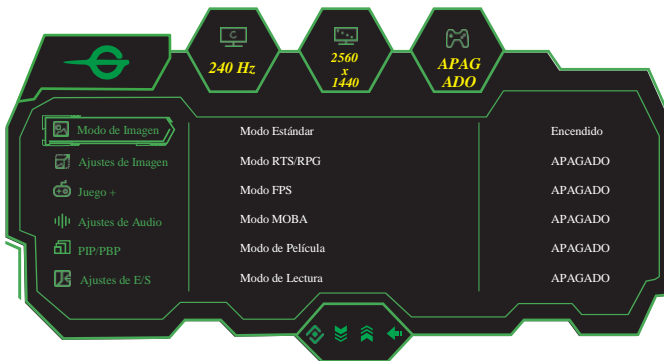 240 Hz
2560
x
1440
APAG
ADO
Modo de Imagen
Modo Estándar
Encendido
Ajustes de Imagen
Modo RTS/RPG
APAGADO
Juego +
Modo FPS
APAGADO
Ajustes de Audio
Modo MOBA
APAGADO
PIP/PBP
Modo de Película
APAGADO
Ajustes de E/S
Modo de Lectura
APAGADO